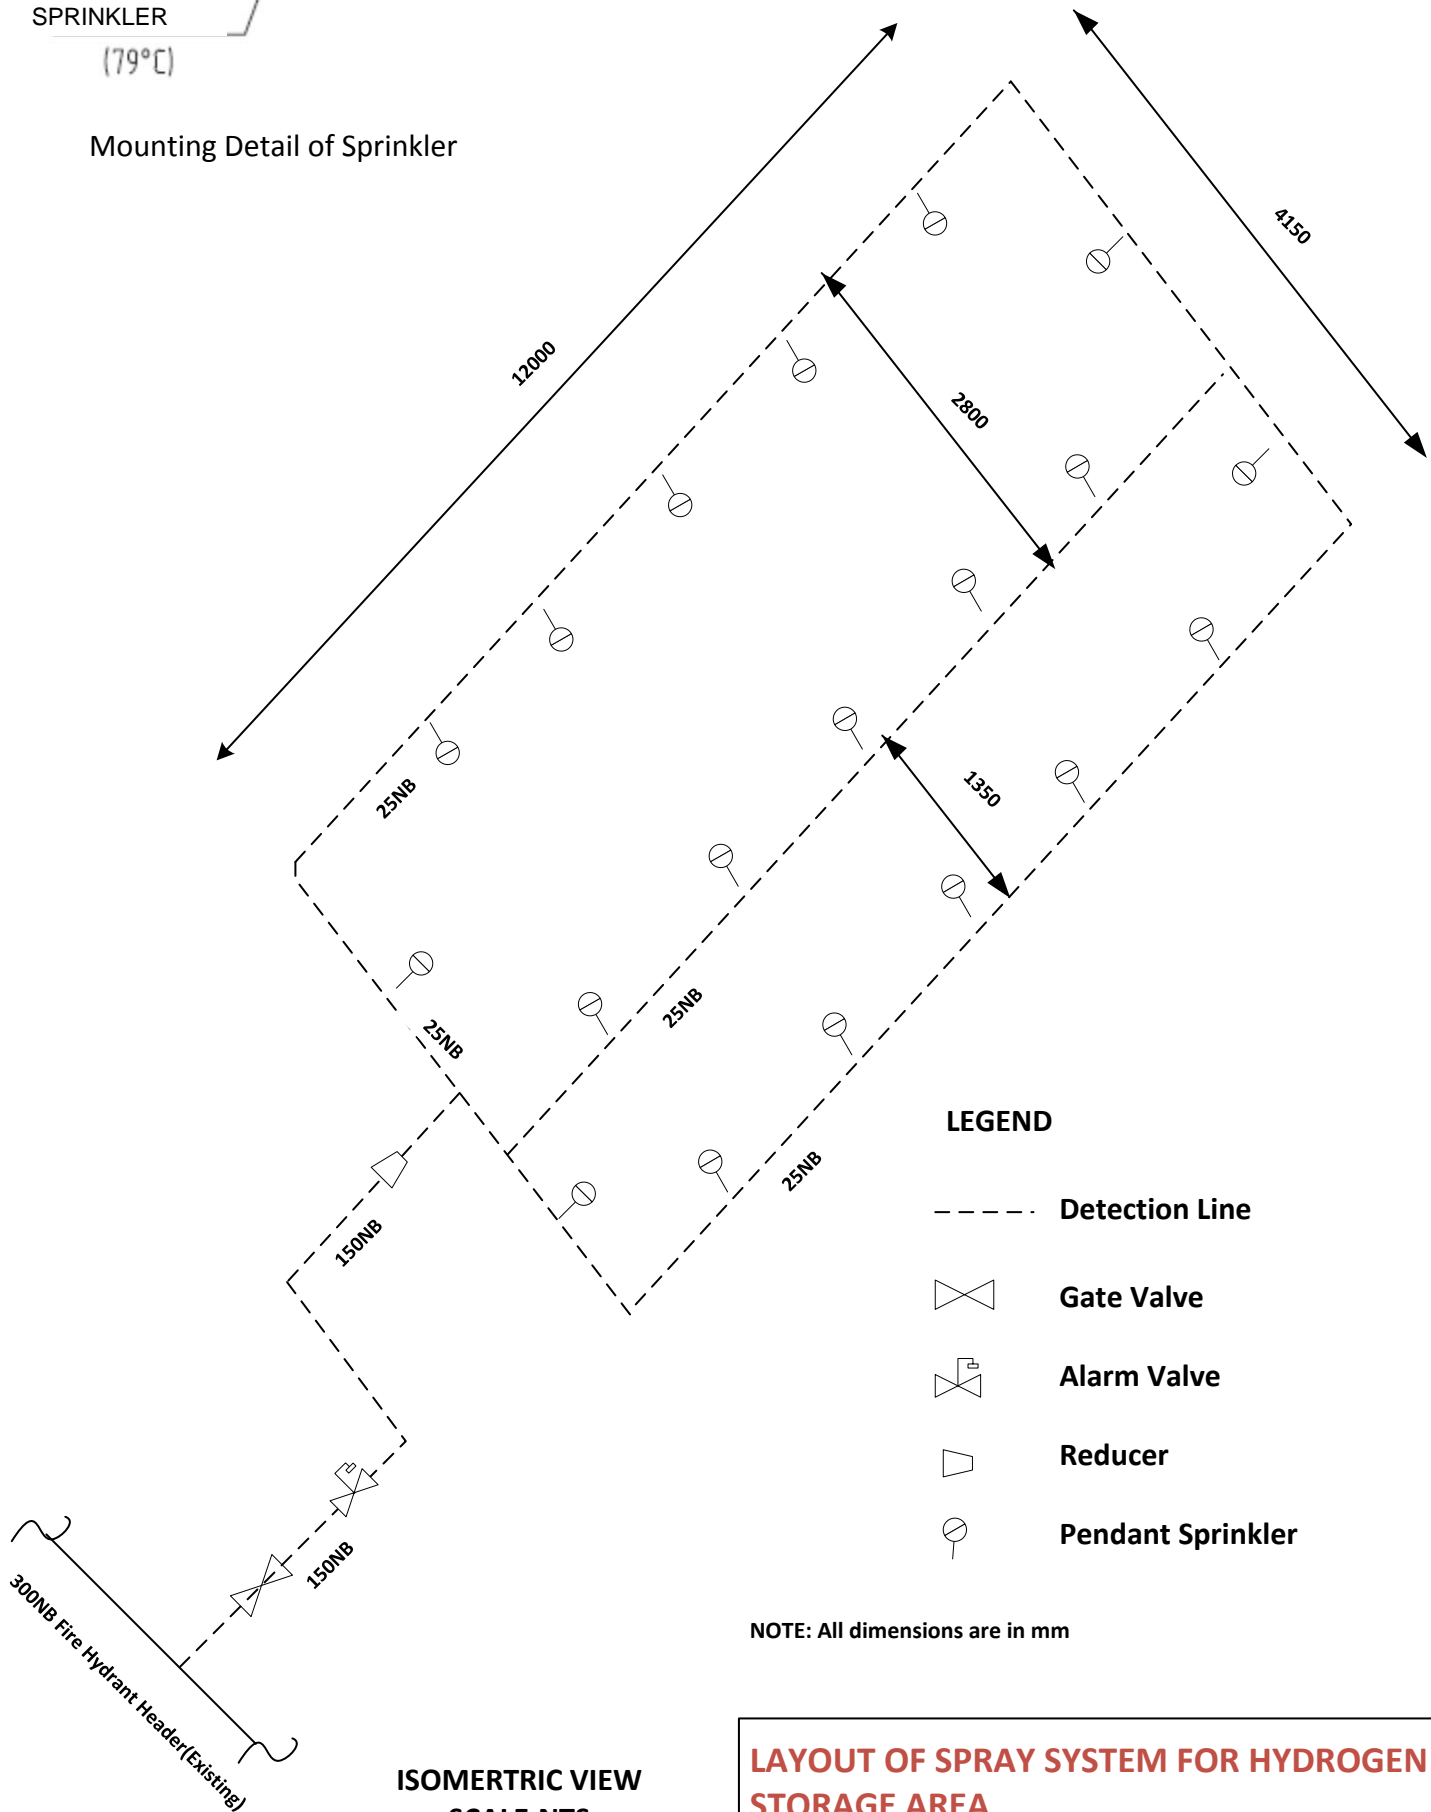 SPRINKLER
(79°C)
Mounting Detail of Sprinkler
12000
4150
2800
1350
25NB
25NB
25NB
25NB
150NB
150NB
300NB Fire Hydrant Header(Existing)
LEGEND
Detection Line
Gate Valve
Alarm Valve
Reducer
Pendant Sprinkler
NOTE: All dimensions are in mm
ISOMERTRIC VIEW
SCALE-NTS
LAYOUT OF SPRAY SYSTEM FOR HYDROGEN
STORAGE AREA